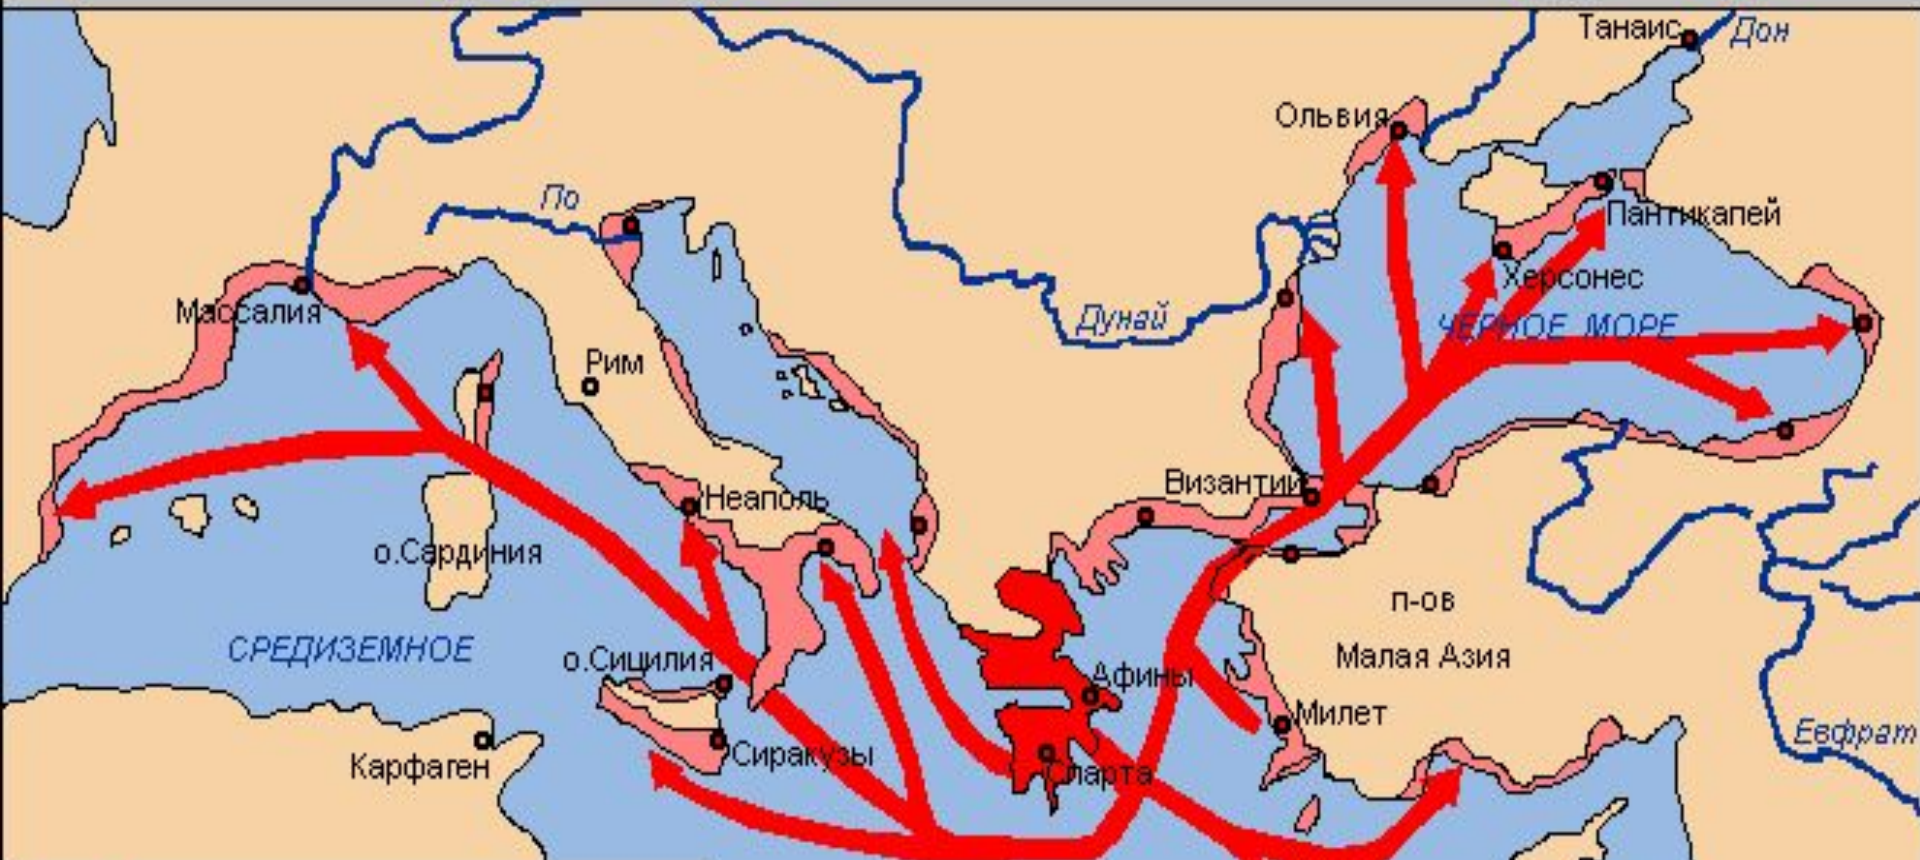 Танаис
Дон
Ольвия
По
Пантикапей
Херсонес
Массалия
Дунай
ЧЕРНОЕ МОРЕ
Рим
Византий
Неаполь
о.Сардиния
п-ов
Малая Азия
СРЕДИЗЕМНОЕ
о.Сицилия
Афины
Милет
Евфрат
Карфаген
Сиракузы
Спарта